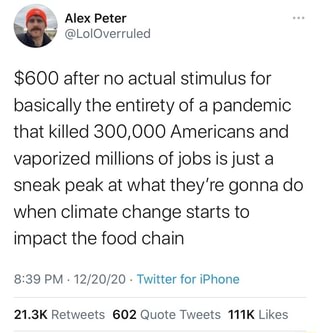 Alex Peter
@LolOverruled
$600 after no actual stimulus for
basically the entirety of a pandemic
that killed 300,000 Americans and
vaporized millions of jobs is just a
sneak peak at what they're gonna do
when climate change starts to
impact the food chain
8:39 PM · 12/20/20 · Twitter for iPhone
21.3K Retweets 602 Quote Tweets 111K Likes